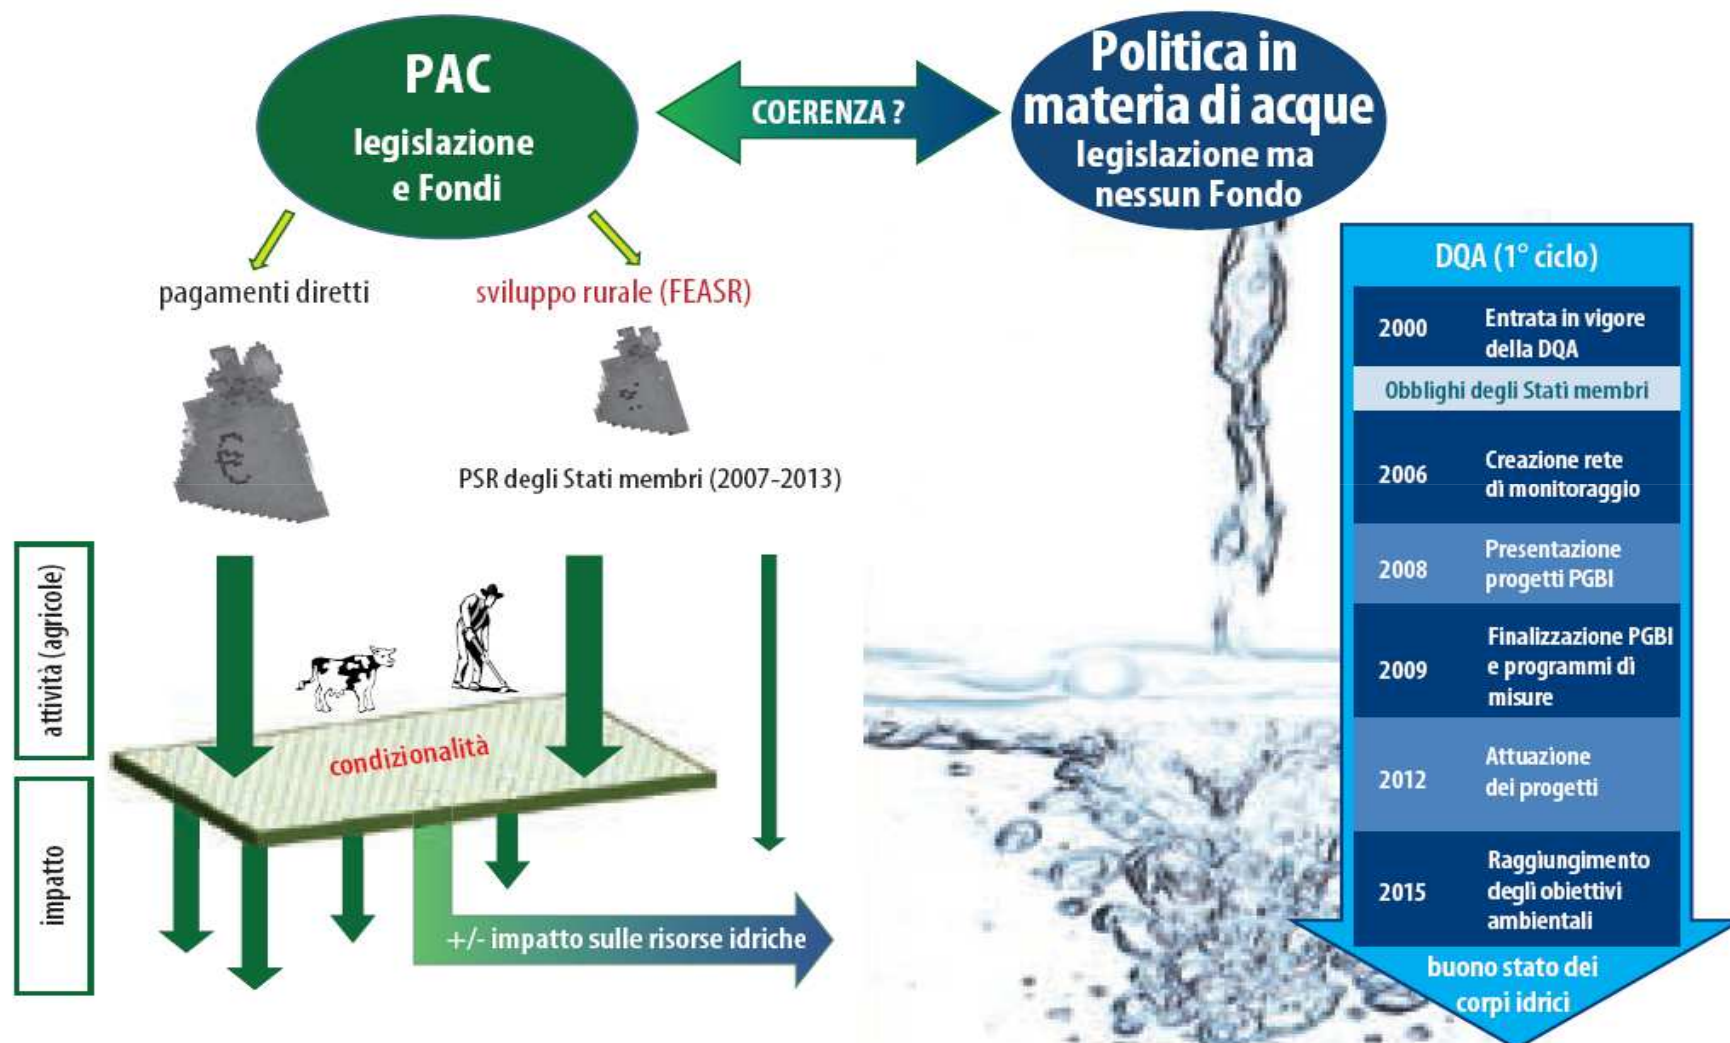 PAC
legislazione
e Fondi
COERENZA ?
Politica in
materia di acque
legislazione ma
nessun Fondo
pagamenti diretti
sviluppo rurale (FEASR)
€
PSR degli Stati membri (2007-2013)
attività (agricole)
condizionalità
impatto
+/- impatto sulle risorse idriche
DQA (1° ciclo)
2000
Entrata in vigore
della DQA
Obblighi degli Stati membri
2006
Creazione rete
di monitoraggio
2008
Presentazione
progetti PGBI
2009
Finalizzazione PGBI
e programmi di
misure
2012
Attuazione
dei progetti
2015
Raggiungimento
degli obiettivi
ambientali
buono stato dei
corpi idrici